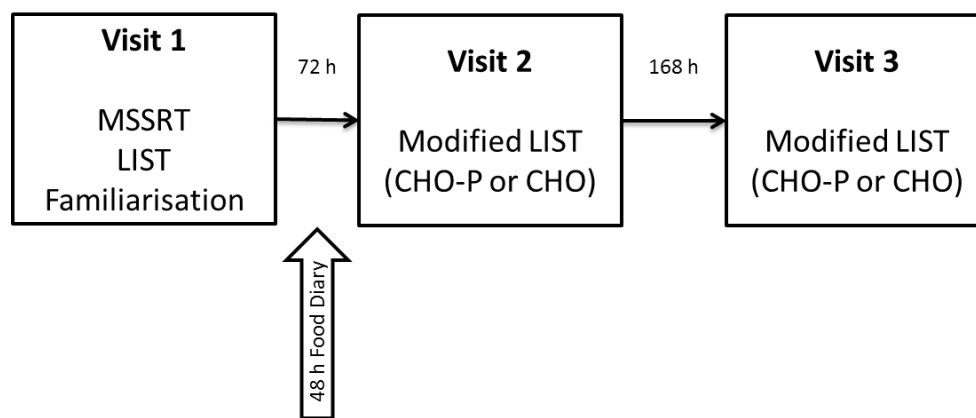 Visit 1
MSSRT
LIST
Familiarisation
72 h
48 h Food Diary
Visit 2
Modified LIST
(CHO-P or CHO)
168 h
Visit 3
Modified LIST
(CHO-P or CHO)